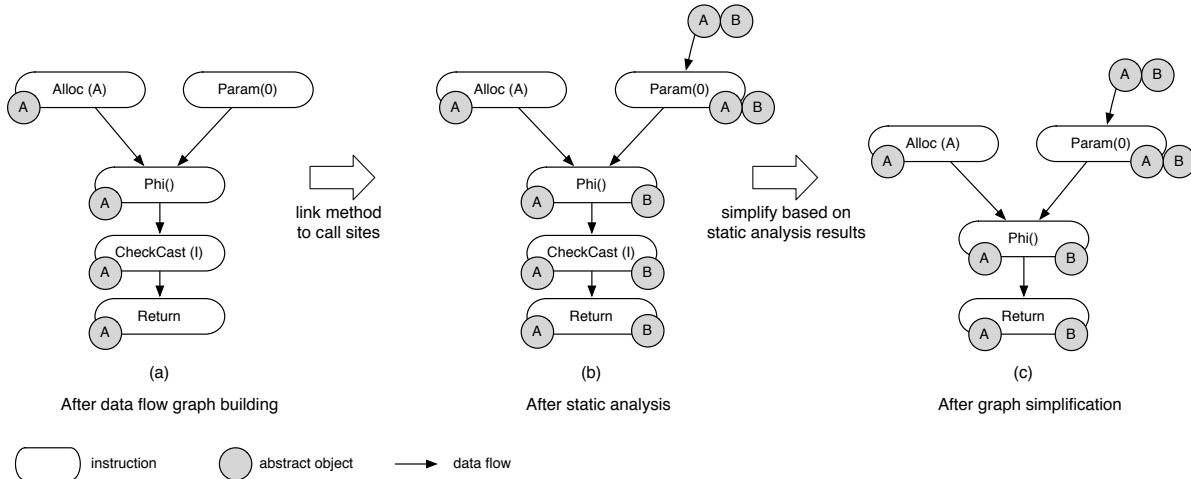 Alloc (A)
Param(0)
A
Phi()
A
CheckCast (I)
A
Return
A
(a)
After data flow graph building
link method
to call sites
A B
Alloc (A)
Param(0)
A
A B
Phi()
A
B
CheckCast (I)
A
B
Return
A
B
(b)
After static analysis
simplify based on
static analysis results
A B
Alloc (A)
Param(0)
A
A B
Phi()
A
B
Return
A
B
(c)
After graph simplification
instruction
abstract object
data flow